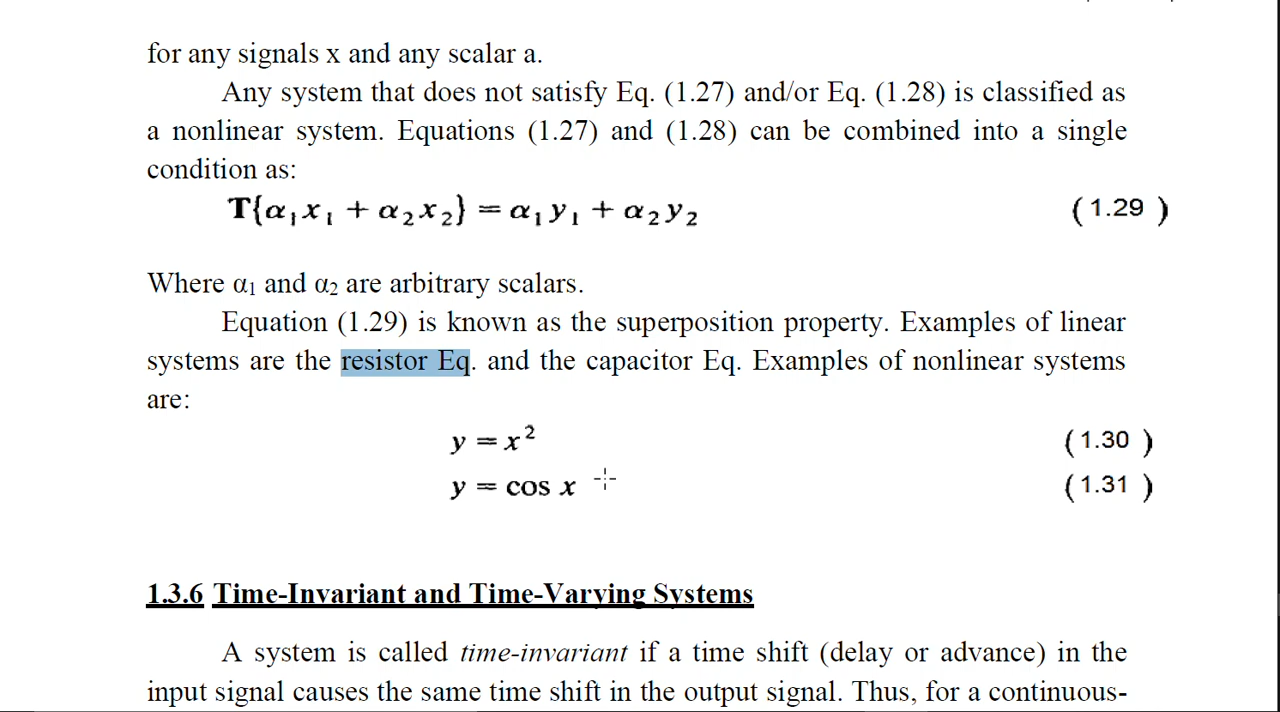 for any signals x and any scalar a.
Any system that does not satisfy Eq. (1.27) and/or Eq. (1.28) is classified as
a nonlinear system. Equations (1.27) and (1.28) can be combined into a single
condition as:
T{α₁x₁ + α₂x₂} = α₁y₁ + α₂y₂ (1.29)
Where α₁ and α₂ are arbitrary scalars.
Equation (1.29) is known as the superposition property. Examples of linear
systems are the resistor Eq. and the capacitor Eq. Examples of nonlinear systems
are:
y = x² (1.30)
y = cos x (1.31)
1.3.6 Time-Invariant and Time-Varying Systems
A system is called time-invariant if a time shift (delay or advance) in the
input signal causes the same time shift in the output signal. Thus, for a continuous-